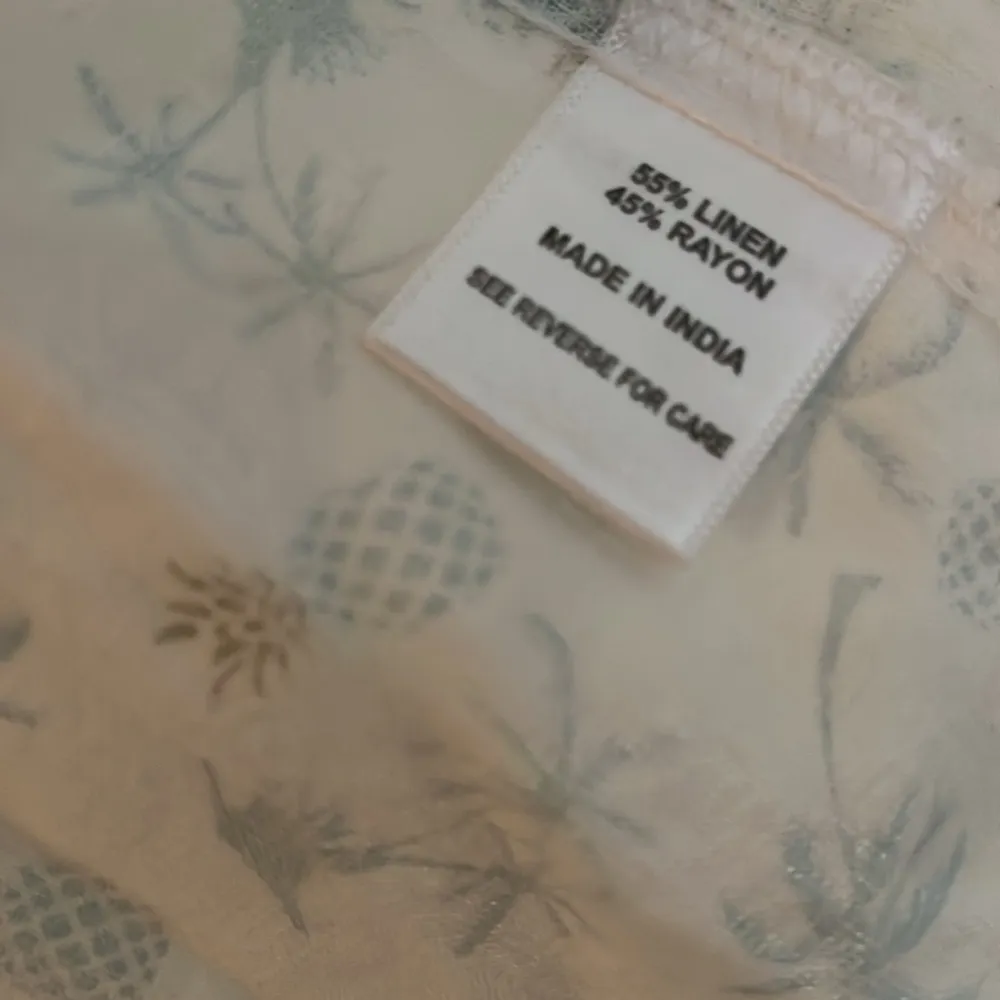 55% LINEN
45% RAYON
MADE IN INDIA
SEE REVERSE FOR CARE